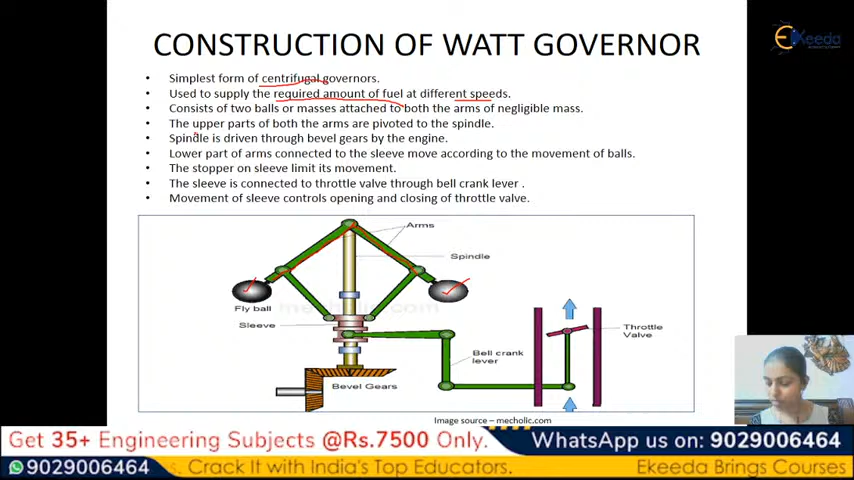 CONSTRUCTION OF WATT GOVERNOR
Ekeeda
• Simplest form of centrifugal governors.
• Used to supply the required amount of fuel at different speeds.
• Consists of two balls or masses attached to both the arms of negligible mass.
• The upper parts of both the arms are pivoted to the spindle.
• Spindle is driven through bevel gears by the engine.
• Lower part of arms connected to the sleeve move according to the movement of balls.
• The stopper on sleeve limit its movement.
• The sleeve is connected to throttle valve through bell crank lever .
• Movement of sleeve controls opening and closing of throttle valve.
Arms
Spindle
Fly ball
mecholic.com
Sleeve
Throttle
Valve
Bell crank
lever
Bevel Gears
Image source – mecholic.com
Get 35+ Engineering Subjects @Rs.7500 Only.
WhatsApp us on: 9029006464
9029006464
s. Crack It with India's Top Educators.
Ekeeda Brings Courses